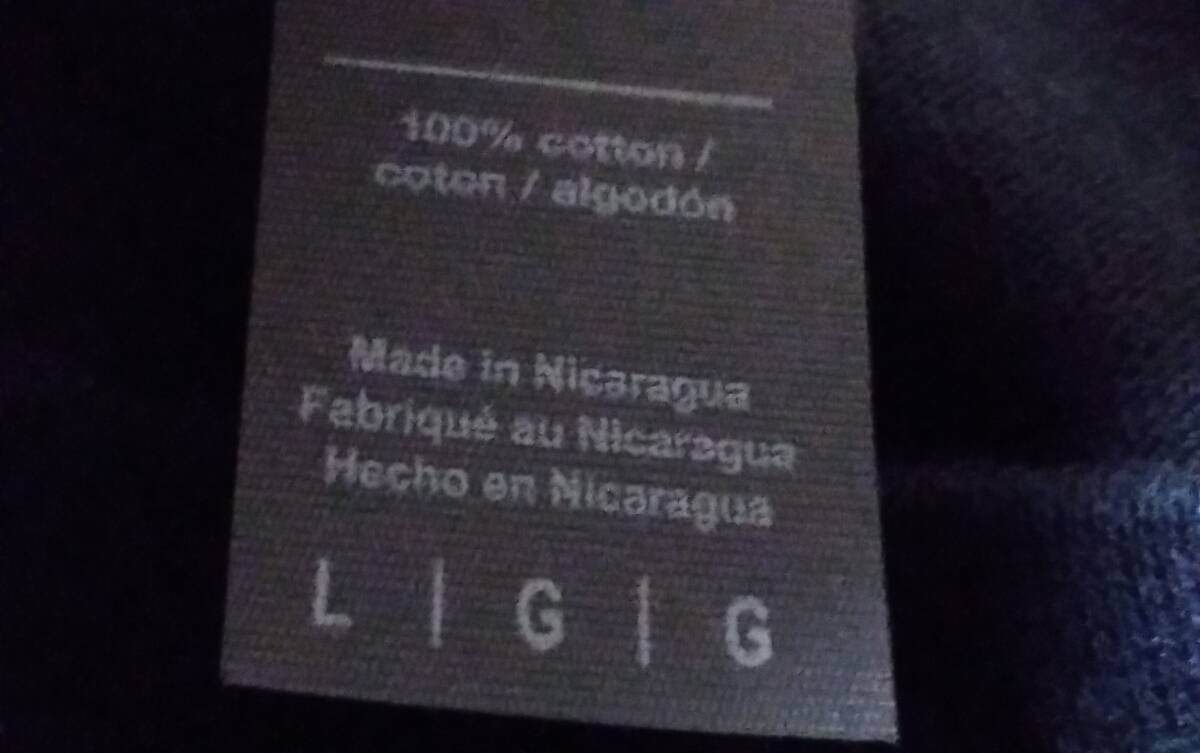 100% cotton /
coton / algodón
Made in Nicaragua
Fabriqué au Nicaragua
Hecho en Nicaragua
L | G | G